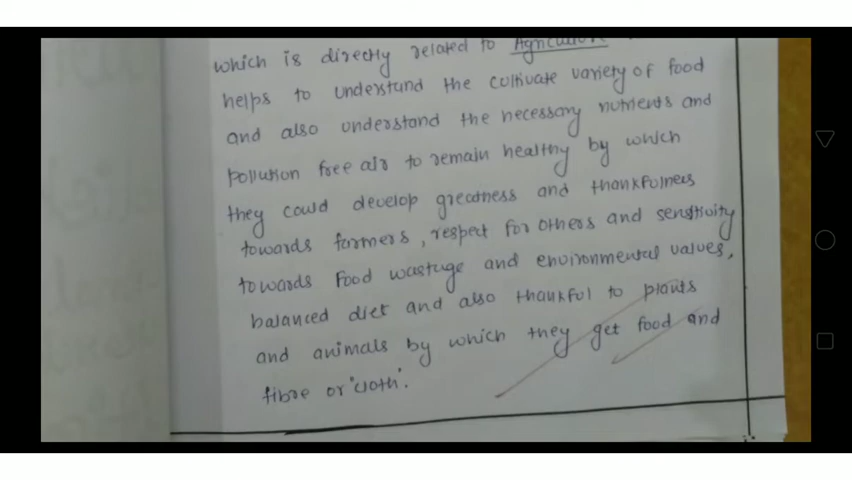 which is directly related to Agriculture
helps to understand the cultivate variety of food
and also understand the necessary nutrients and
pollution free air to remain healthy by which
they could develop greatness and thankfulness
towards farmers, respect for others and sensitivity
towards food wastage and environmental values,
balanced diet and also thankful to plants
and animals by which they get food and
fibre or "cloth".